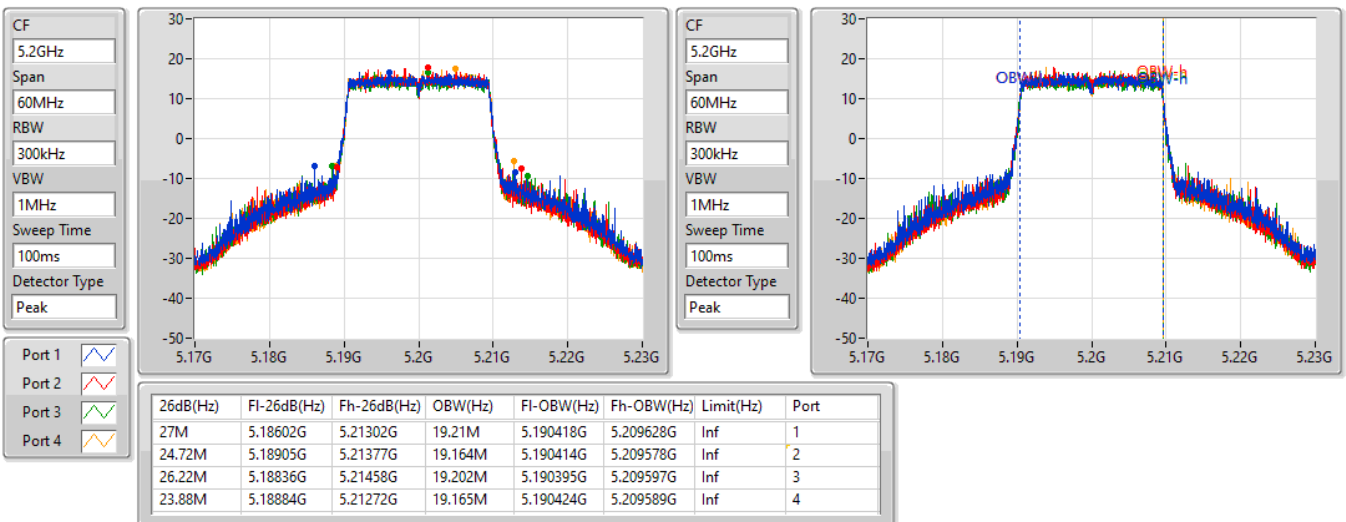 CF
5.2GHz
Span
60MHz
RBW
300kHz
VBW
1MHz
Sweep Time
100ms
Detector Type
Peak
30
20
10
0
-10
-20
-30
-40
-50
5.17G 5.18G 5.19G 5.2G 5.21G 5.22G 5.23G
CF
5.2GHz
Span
60MHz
RBW
300kHz
VBW
1MHz
Sweep Time
100ms
Detector Type
Peak
30
20
10
0
-10
-20
-30
-40
-50
OBW-h
5.17G 5.18G 5.19G 5.2G 5.21G 5.22G 5.23G
Port 1
Port 2
Port 3
Port 4
26dB(Hz) Fl-26dB(Hz) Fh-26dB(Hz) OBW(Hz) Fl-OBW(Hz) Fh-OBW(Hz) Limit(Hz) Port
27M 5.18602G 5.21302G 19.21M 5.190418G 5.209628G Inf 1
24.72M 5.18905G 5.21377G 19.164M 5.190414G 5.209578G Inf 2
26.22M 5.18836G 5.21458G 19.202M 5.190395G 5.209597G Inf 3
23.88M 5.18884G 5.21272G 19.165M 5.190424G 5.209589G Inf 4